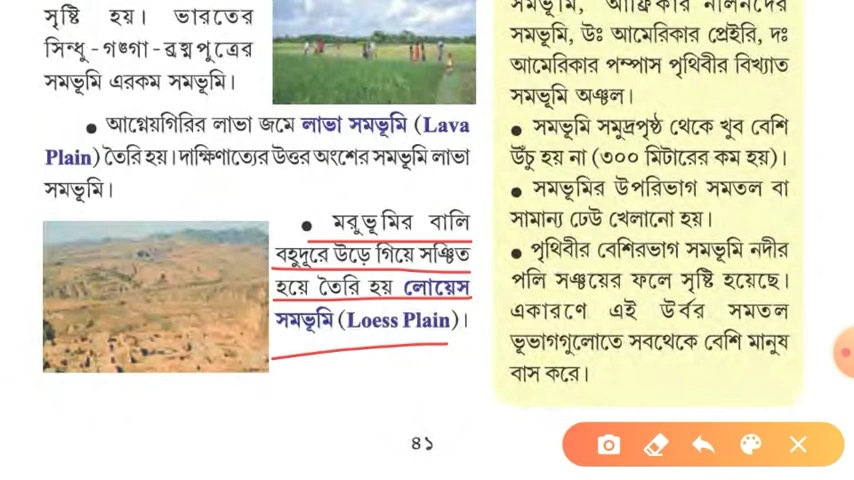 সৃষ্টি হয়। ভারতের
সিন্ধু-গঙ্গা-ব্রহ্মপুত্রের
সমভূমি এরকম সমভূমি।
● আগ্নেয়গিরির লাভা জমে লাভা সমভূমি (Lava
Plain) তৈরি হয়। দাক্ষিণাত্যের উত্তর অংশের সমভূমি লাভা
সমভূমি।
● মরুভূমির বালি
বহুদূরে উড়ে গিয়ে সঞ্চিত
হয়ে তৈরি হয় লোয়েস
সমভূমি (Loess Plain)।
সমভূমি, আফ্রিকার নীলনদের
সমভূমি, উঃ আমেরিকার প্রেইরি, দঃ
আমেরিকার পম্পাস পৃথিবীর বিখ্যাত
সমভূমি অঞ্চল।
● সমভূমি সমুদ্রপৃষ্ঠ থেকে খুব বেশি
উঁচু হয় না (৩০০ মিটারের কম হয়)।
● সমভূমির উপরিভাগ সমতল বা
সামান্য ঢেউ খেলানো হয়।
● পৃথিবীর বেশিরভাগ সমভূমি নদীর
পলি সঞ্চয়ের ফলে সৃষ্টি হয়েছে।
একারণে এই উর্বর সমতল
ভূভাগগুলোতে সবথেকে বেশি মানুষ
বাস করে।
৪১